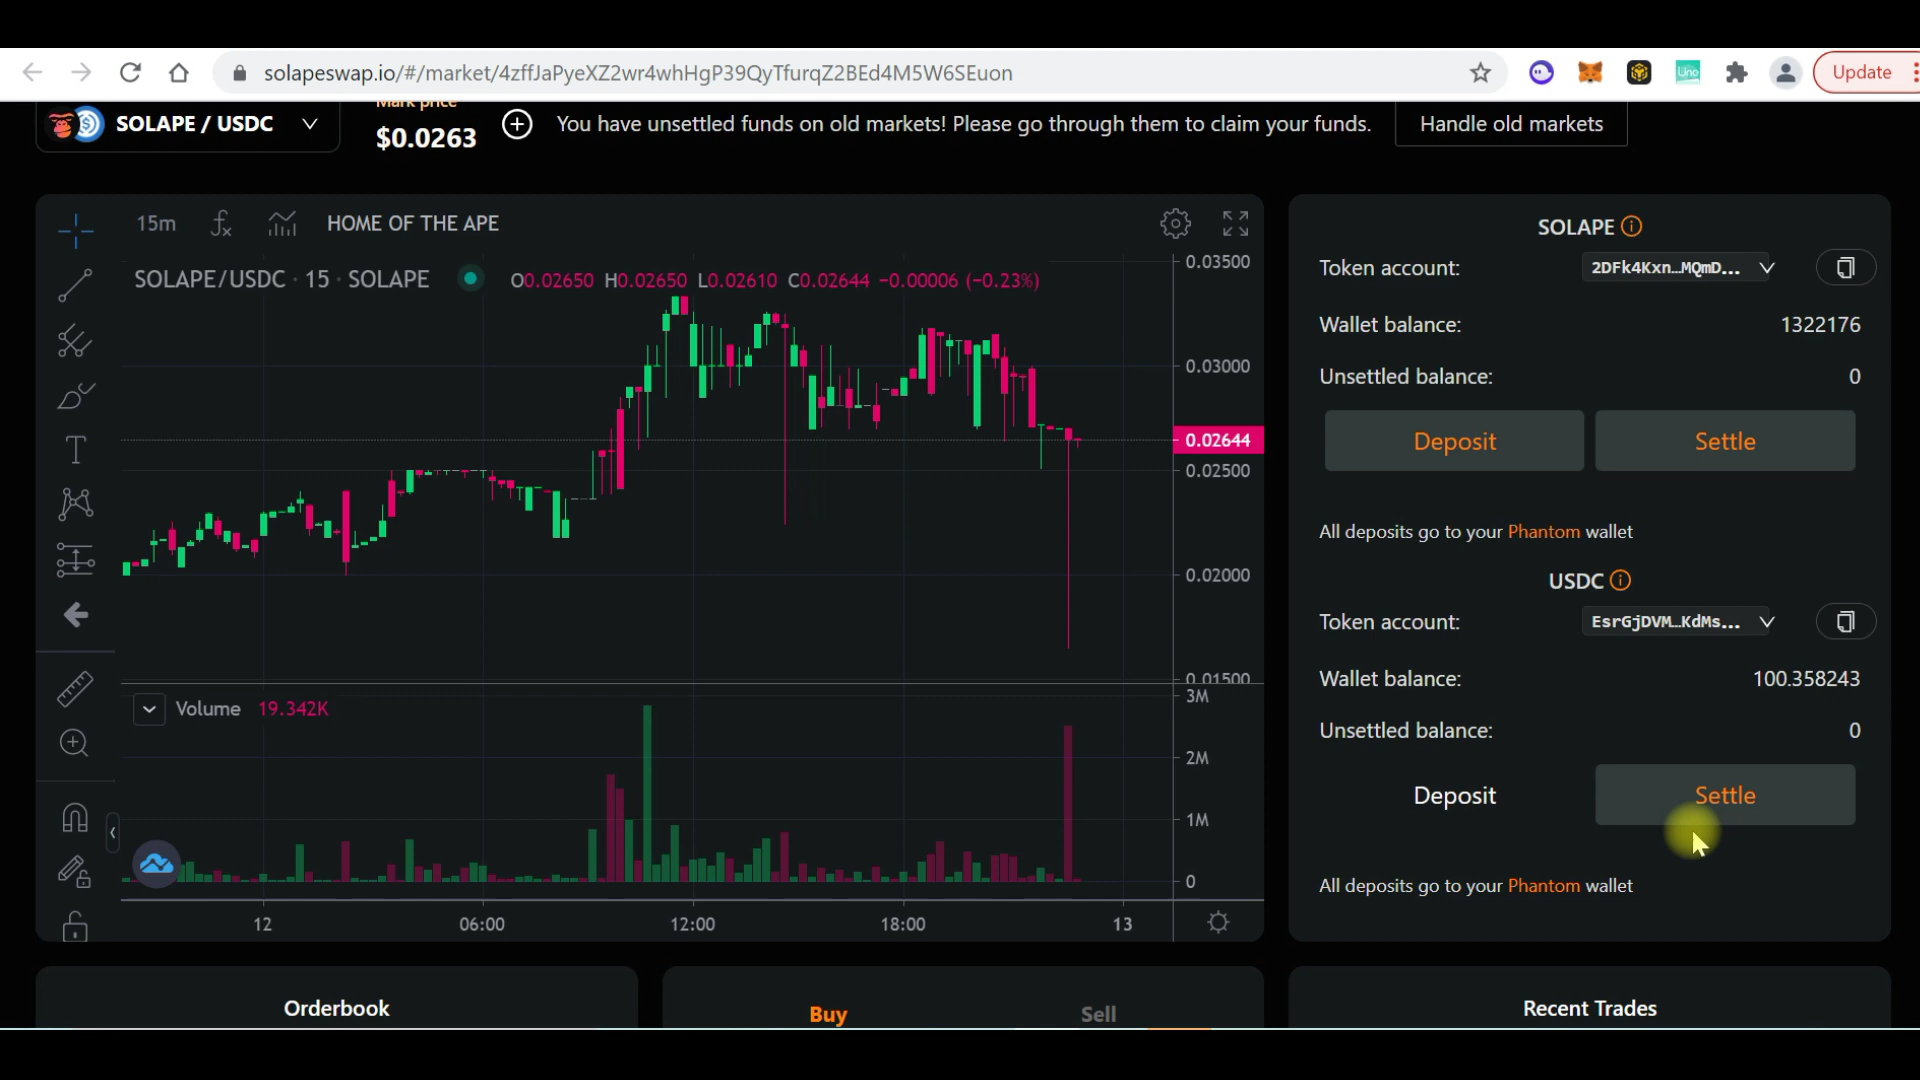 solapeswap.io/#/market/4zffJaPyeXZ2wr4whHgP39QyTfurqZ2BEd4M5W6SEuon
Uno
Update
SOLAPE / USDC
Mark price
$0.0263
You have unsettled funds on old markets! Please go through them to claim your funds.
Handle old markets
15m
HOME OF THE APE
SOLAPE/USDC · 15 · SOLAPE
O0.02650 H0.02650 L0.02610 C0.02644 −0.00006 (−0.23%)
0.03500
0.03000
0.02644
0.02500
0.02000
0.01500
Volume 19.342K
3M
2M
1M
0
12
06:00
12:00
18:00
13
SOLAPE
Token account:
2DFk4Kxn…MQmD...
Wallet balance:
1322176
Unsettled balance:
0
Deposit
Settle
All deposits go to your Phantom wallet
USDC
Token account:
EsrGjDVM…KdMs...
Wallet balance:
100.358243
Unsettled balance:
0
Deposit
Settle
All deposits go to your Phantom wallet
Orderbook
Buy
Sell
Recent Trades